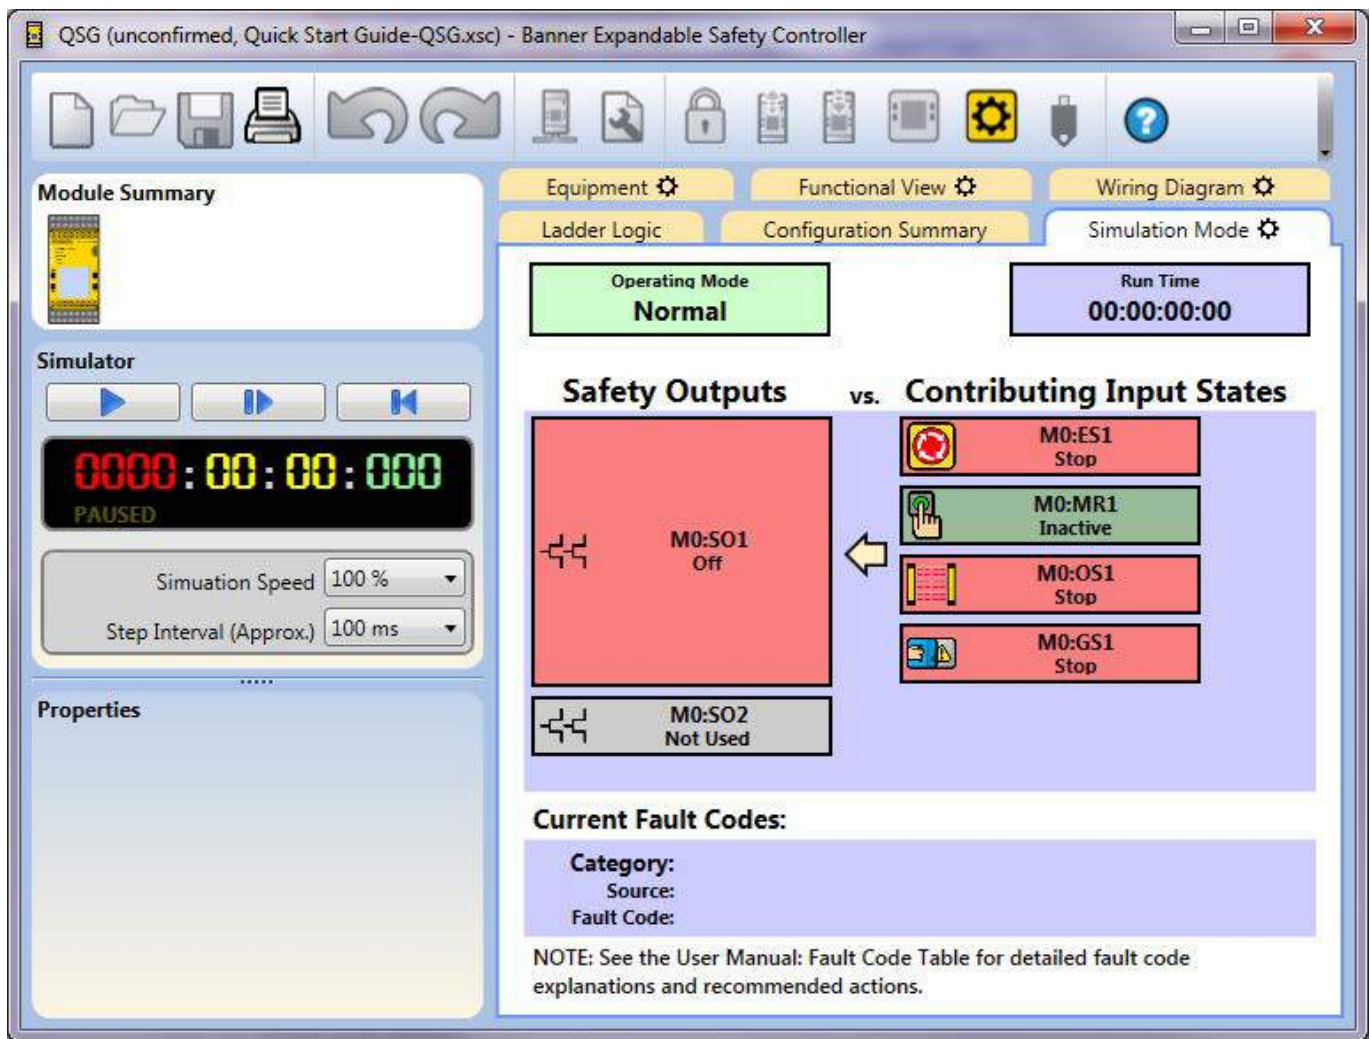 QSG (unconfirmed, Quick Start Guide-QSG.xsc) - Banner Expandable Safety Controller
Module Summary
Equipment
Functional View
Wiring Diagram
Ladder Logic
Configuration Summary
Simulation Mode
Operating Mode
Normal
Run Time
00:00:00:00
Simulator
0000:00:00:000
PAUSED
Simuation Speed 100 %
Step Interval (Approx.) 100 ms
Properties
Safety Outputs vs. Contributing Input States
M0:SO1
Off
M0:ES1
Stop
M0:MR1
Inactive
M0:OS1
Stop
M0:GS1
Stop
M0:SO2
Not Used
Current Fault Codes:
Category:
Source:
Fault Code:
NOTE: See the User Manual: Fault Code Table for detailed fault code
explanations and recommended actions.